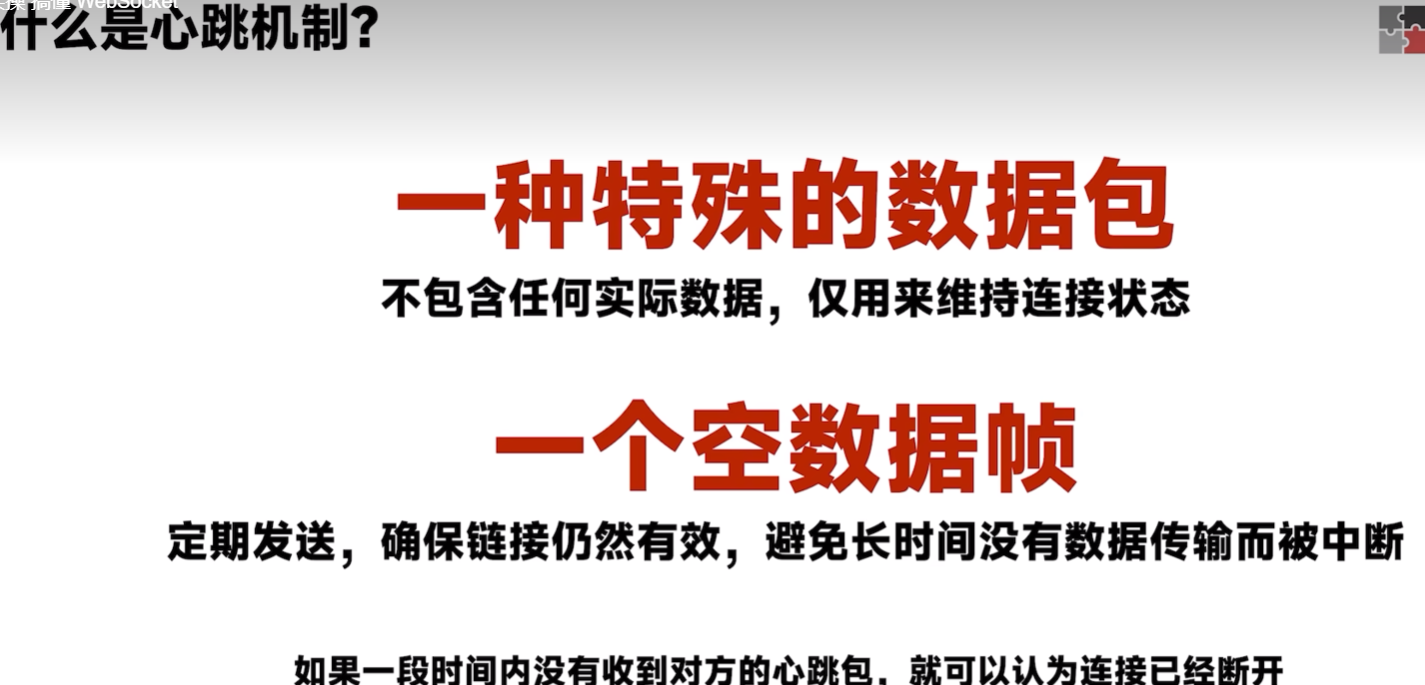 搞懂 WebSocket
什么是心跳机制？
一种特殊的数据包
不包含任何实际数据，仅用来维持连接状态
一个空数据帧
定期发送，确保链接仍然有效，避免长时间没有数据传输而被中断
如果一段时间内没有收到对方的心跳包，就可以认为连接已经断开